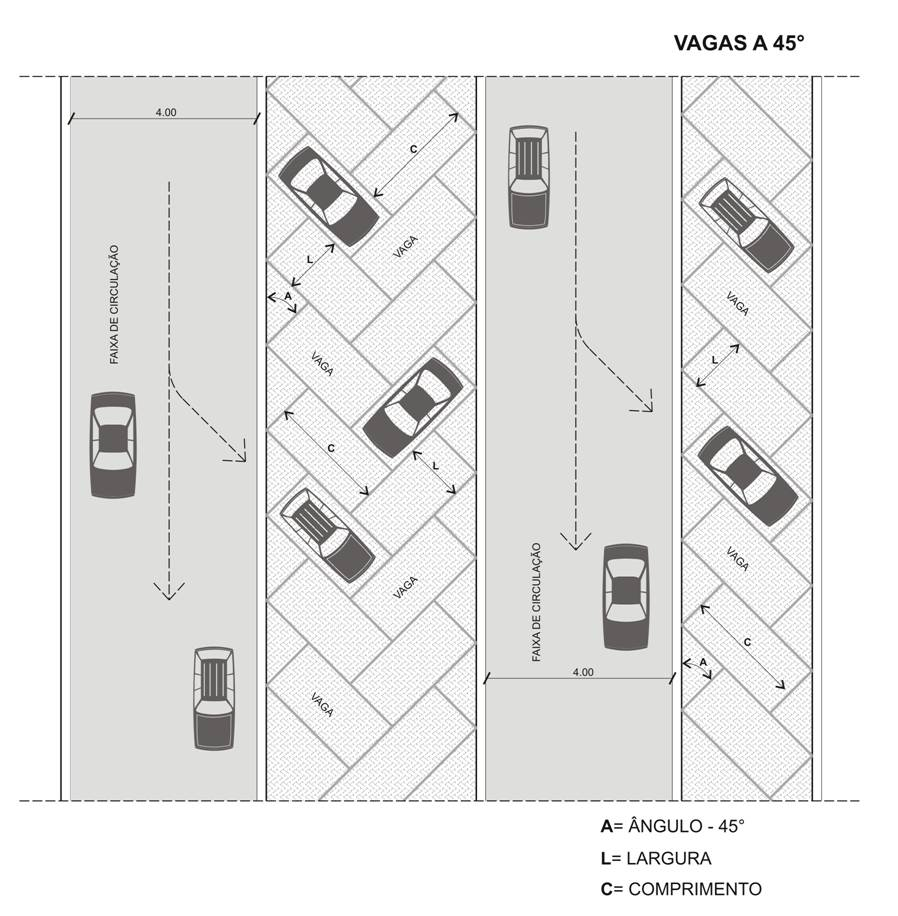 VAGAS A 45°
4.00
C
VAGA
L
A
FAIXA DE CIRCULAÇÃO
VAGA
L
VAGA
C
L
VAGA
FAIXA DE CIRCULAÇÃO
VAGA
C
A
4.00
VAGA
A= ÂNGULO - 45°
L= LARGURA
C= COMPRIMENTO